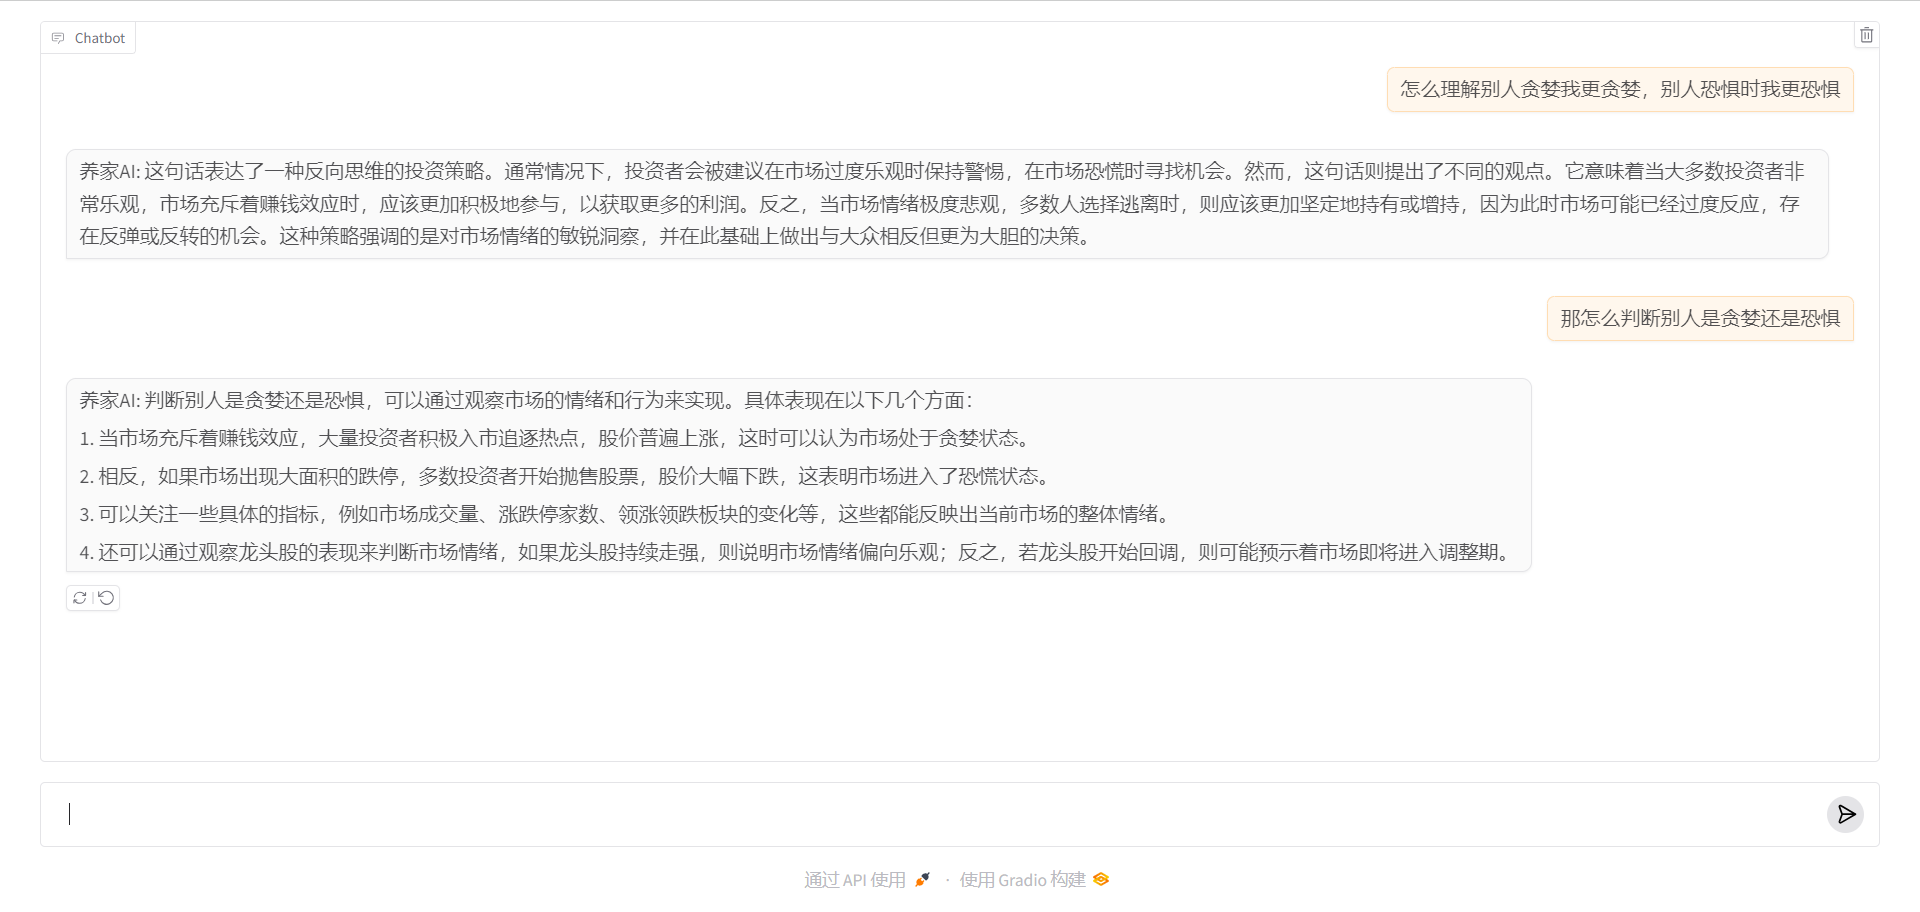 Chatbot
怎么理解别人贪婪我更贪婪，别人恐惧时我更恐惧
养家AI: 这句话表达了一种反向思维的投资策略。通常情况下，投资者会被建议在市场过度乐观时保持警惕，在市场恐慌时寻找机会。然而，这句话则提出了不同的观点。它意味着当大多数投资者非
常乐观，市场充斥着赚钱效应时，应该更加积极地参与，以获取更多的利润。反之，当市场情绪极度悲观，多数人选择逃离时，则应该更加坚定地持有或增持，因为此时市场可能已经过度反应，存
在反弹或反转的机会。这种策略强调的是对市场情绪的敏锐洞察，并在此基础上做出与大众相反但更为大胆的决策。
那怎么判断别人是贪婪还是恐惧
养家AI: 判断别人是贪婪还是恐惧，可以通过观察市场的情绪和行为来实现。具体表现在以下几个方面：
1. 当市场充斥着赚钱效应，大量投资者积极入市追逐热点，股价普遍上涨，这时可以认为市场处于贪婪状态。
2. 相反，如果市场出现大面积的跌停，多数投资者开始抛售股票，股价大幅下跌，这表明市场进入了恐慌状态。
3. 可以关注一些具体的指标，例如市场成交量、涨跌停家数、领涨领跌板块的变化等，这些都能反映出当前市场的整体情绪。
4. 还可以通过观察龙头股的表现来判断市场情绪，如果龙头股持续走强，则说明市场情绪偏向乐观；反之，若龙头股开始回调，则可能预示着市场即将进入调整期。
通过 API 使用 · 使用 Gradio 构建